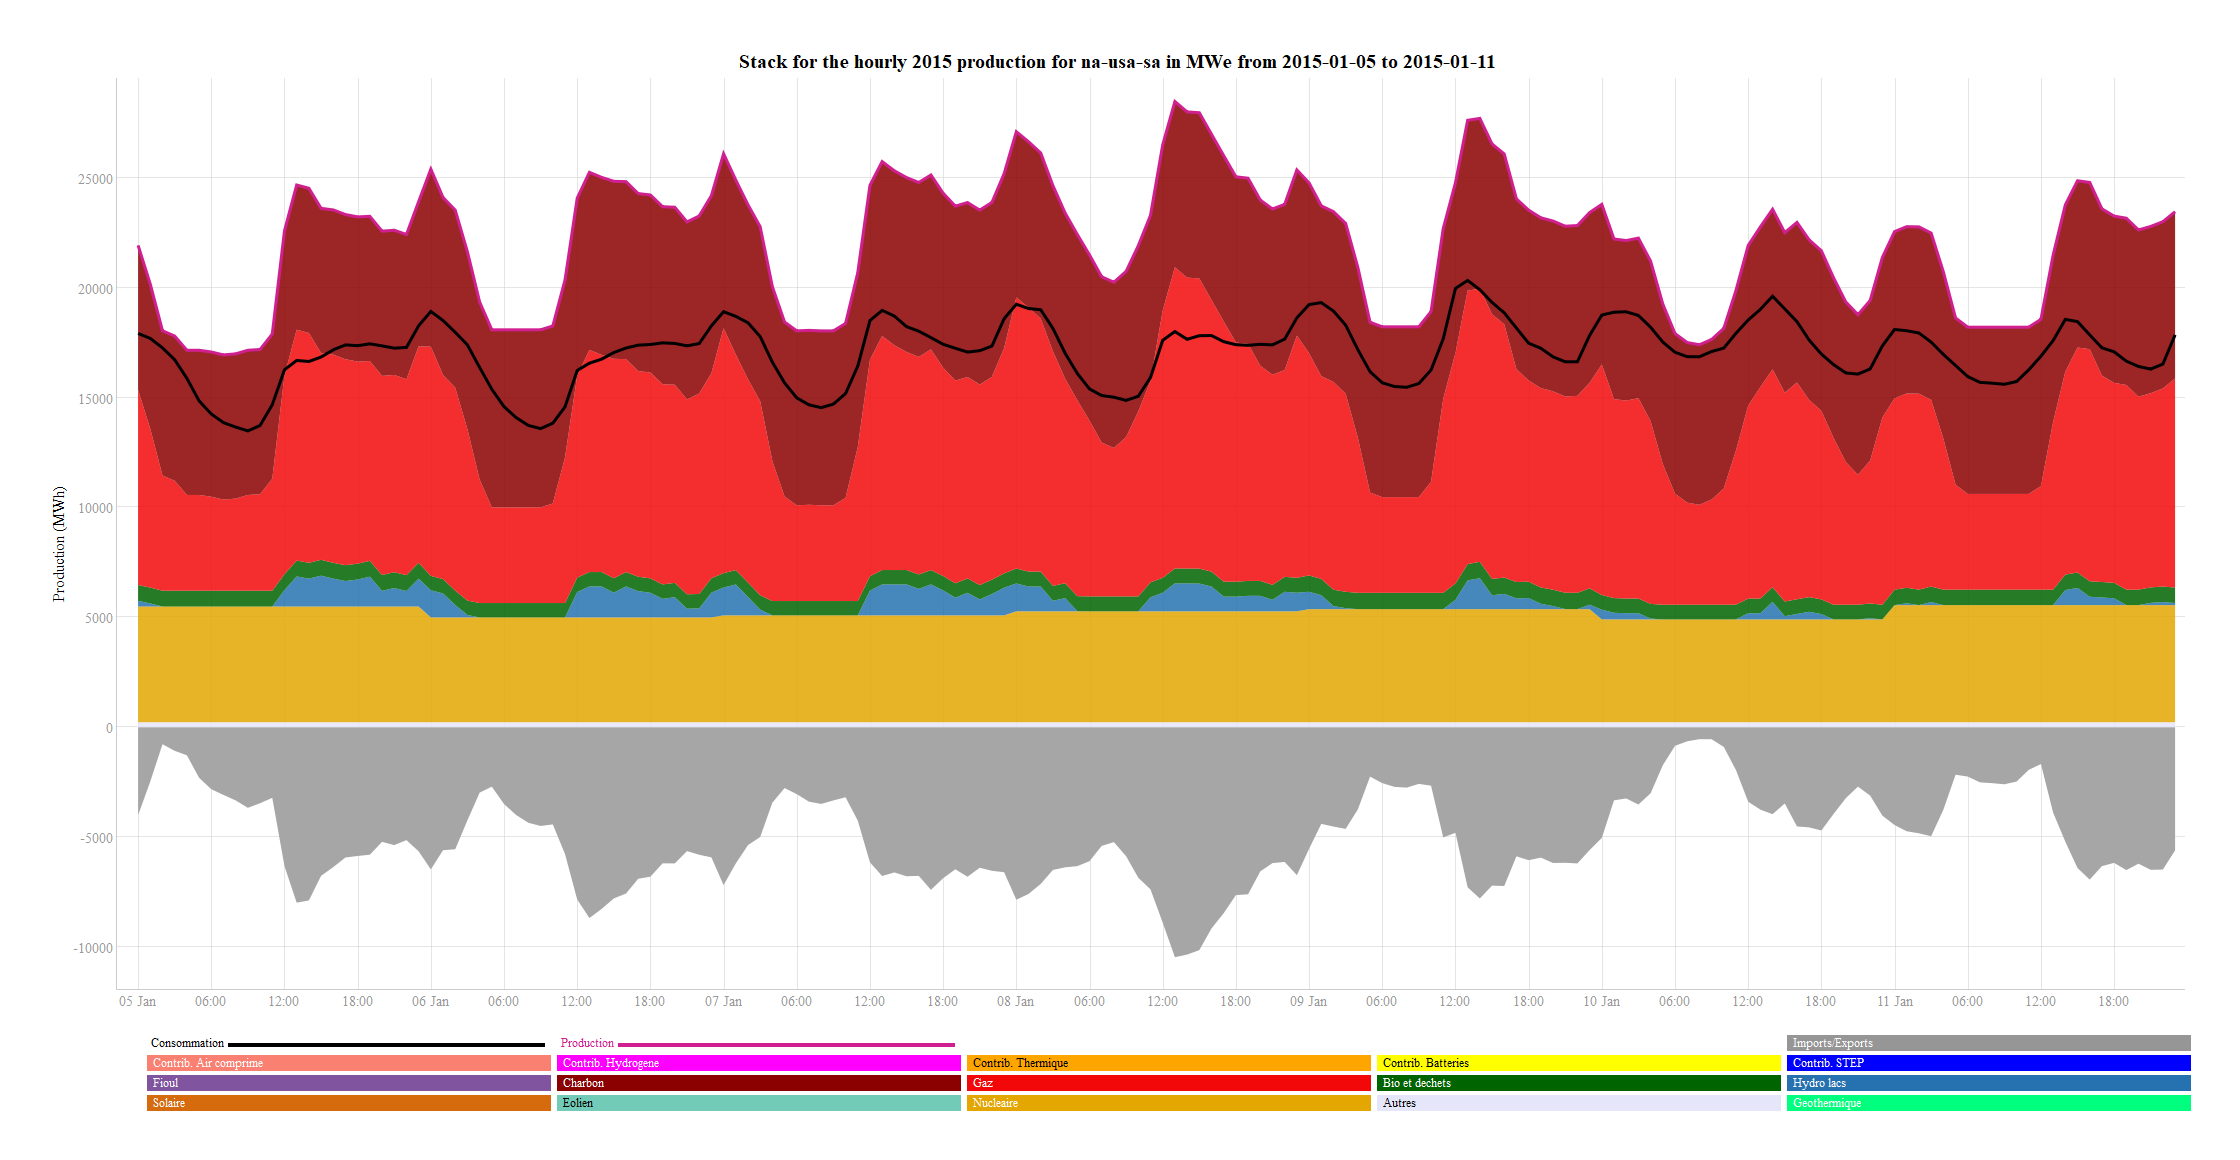 Stack for the hourly 2015 production for na-usa-sa in MWe from 2015-01-05 to 2015-01-11
Production (MWh)
25000
20000
15000
10000
5000
0
-5000
-10000
05 Jan 06:00 12:00 18:00 06 Jan 06:00 12:00 18:00 07 Jan 06:00 12:00 18:00 08 Jan 06:00 12:00 18:00 09 Jan 06:00 12:00 18:00 10 Jan 06:00 12:00 18:00 11 Jan 06:00 12:00 18:00
Consommation Production Imports/Exports
Contrib. Air comprime Contrib. Hydrogene Contrib. Thermique Contrib. Batteries Contrib. STEP
Fioul Charbon Gaz Bio et dechets Hydro lacs
Solaire Eolien Nucleaire Autres Geothermique